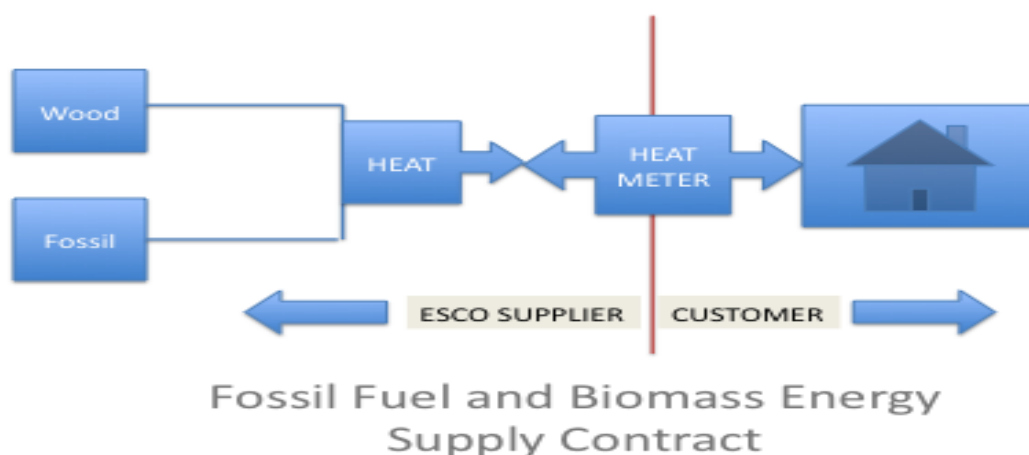 Wood
HEAT
HEAT
METER
Fossil
ESCO SUPPLIER
CUSTOMER
Fossil Fuel and Biomass Energy
Supply Contract